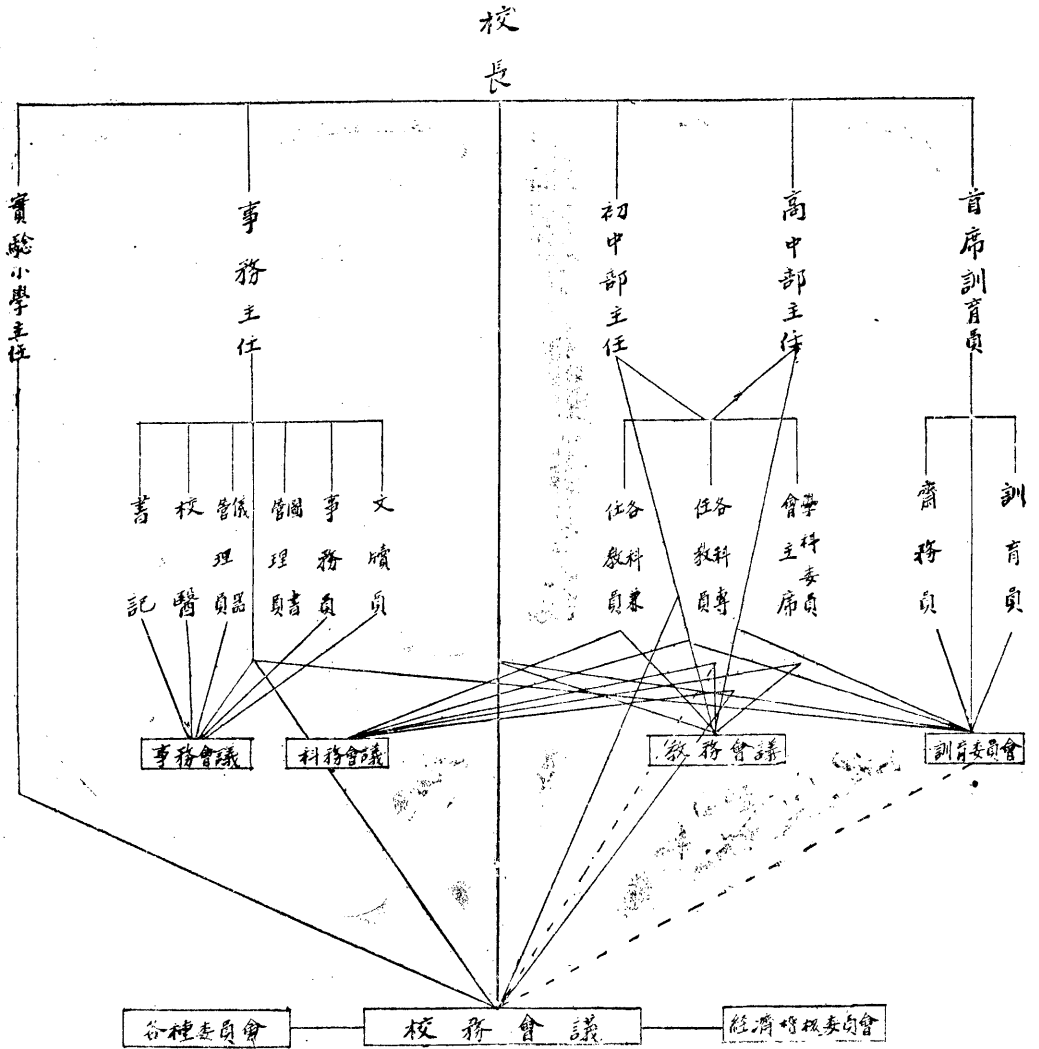 校長
首席訓育員
高中部主任
初中部主任
事務主任
實驗小學主任
訓育員
齋務員
學科委員會主席
各科專任教員
各科兼任教員
文牘員
事務員
圖書管理員
儀器管理員
校醫
書記
訓育委員會
教務會議
科務會議
事務會議
經濟稽核委員會
校務會議
各種委員會